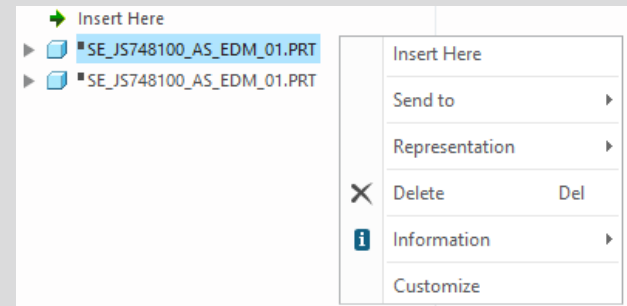 Insert Here
▪SE_JS748100_AS_EDM_01.PRT
▪SE_JS748100_AS_EDM_01.PRT
Insert Here
Send to
Representation
Delete Del
Information
Customize